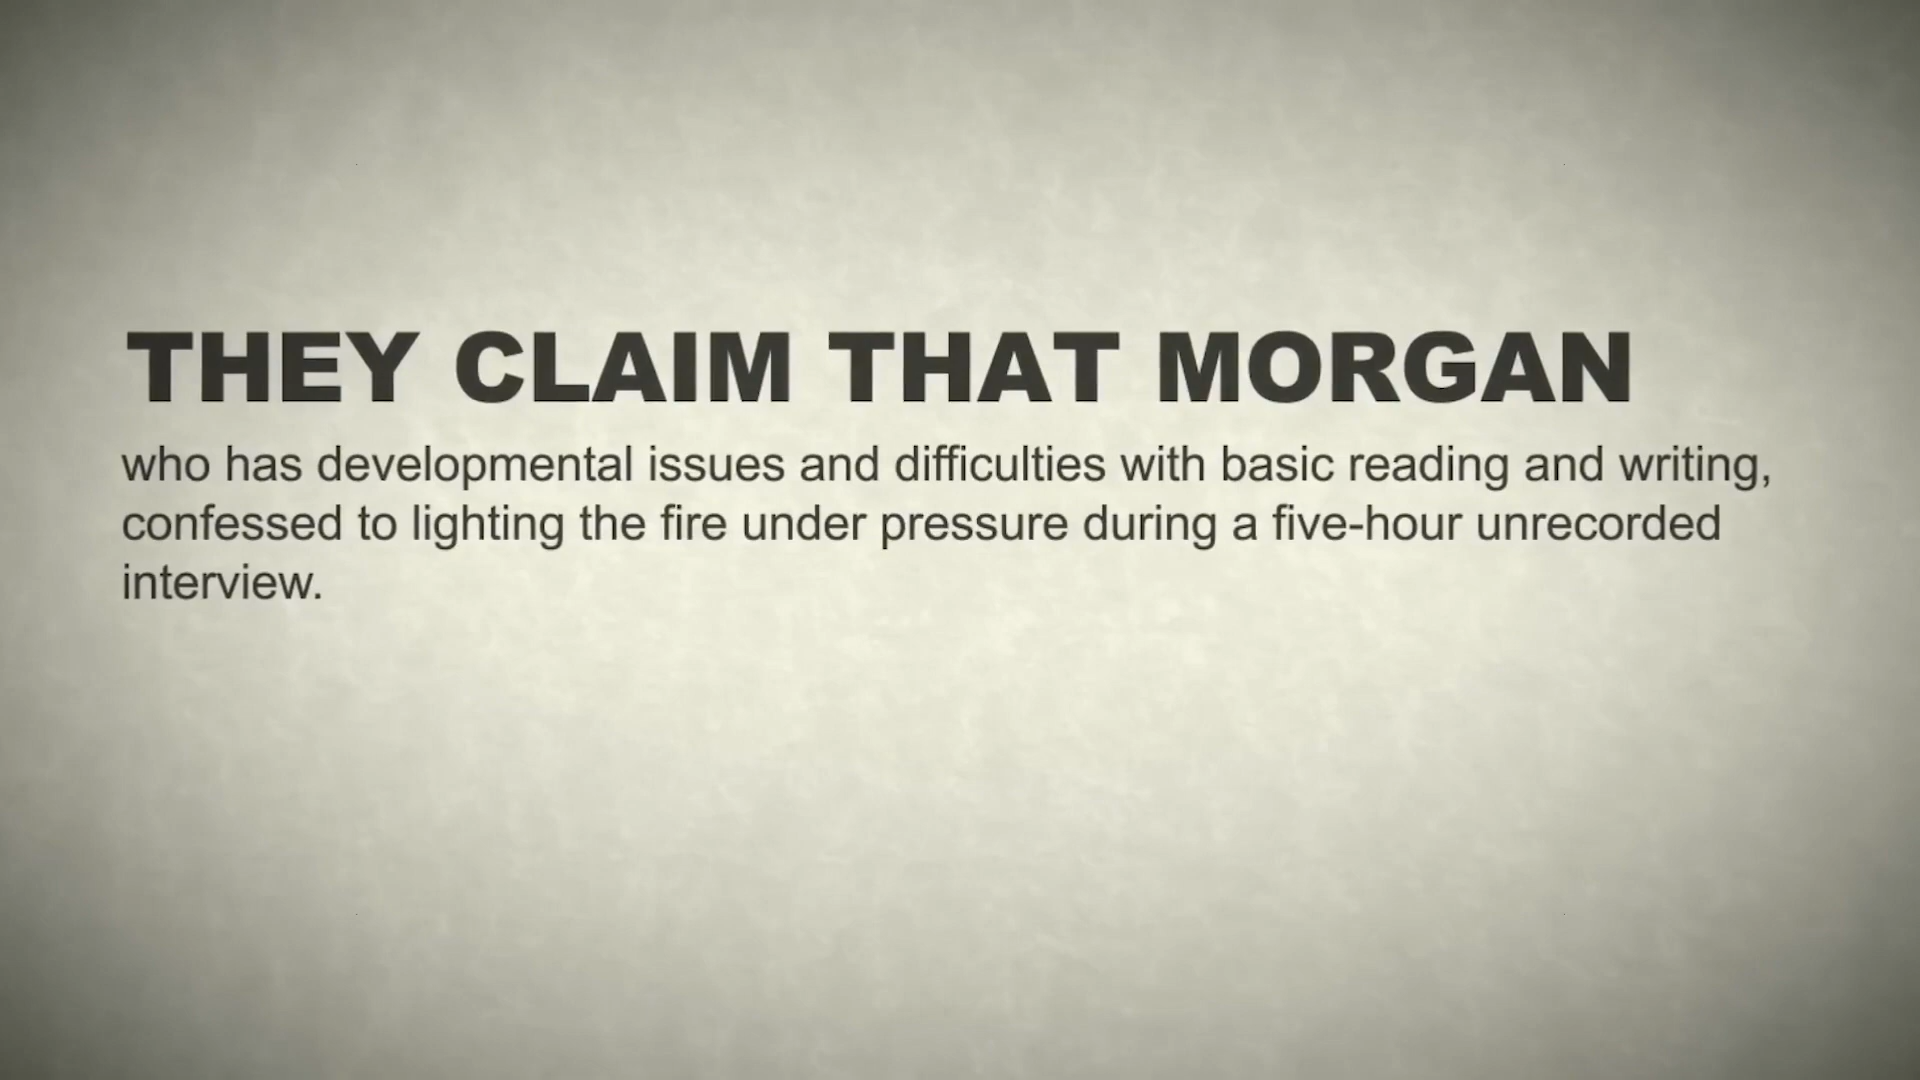 THEY CLAIM THAT MORGAN
who has developmental issues and difficulties with basic reading and writing,
confessed to lighting the fire under pressure during a five-hour unrecorded
interview.